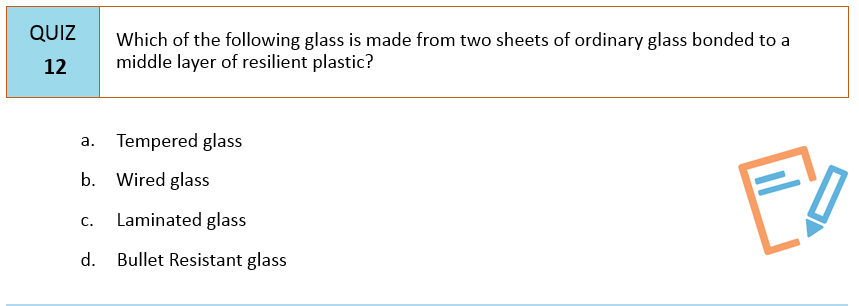 QUIZ
12
Which of the following glass is made from two sheets of ordinary glass bonded to a
middle layer of resilient plastic?
a. Tempered glass
b. Wired glass
c. Laminated glass
d. Bullet Resistant glass